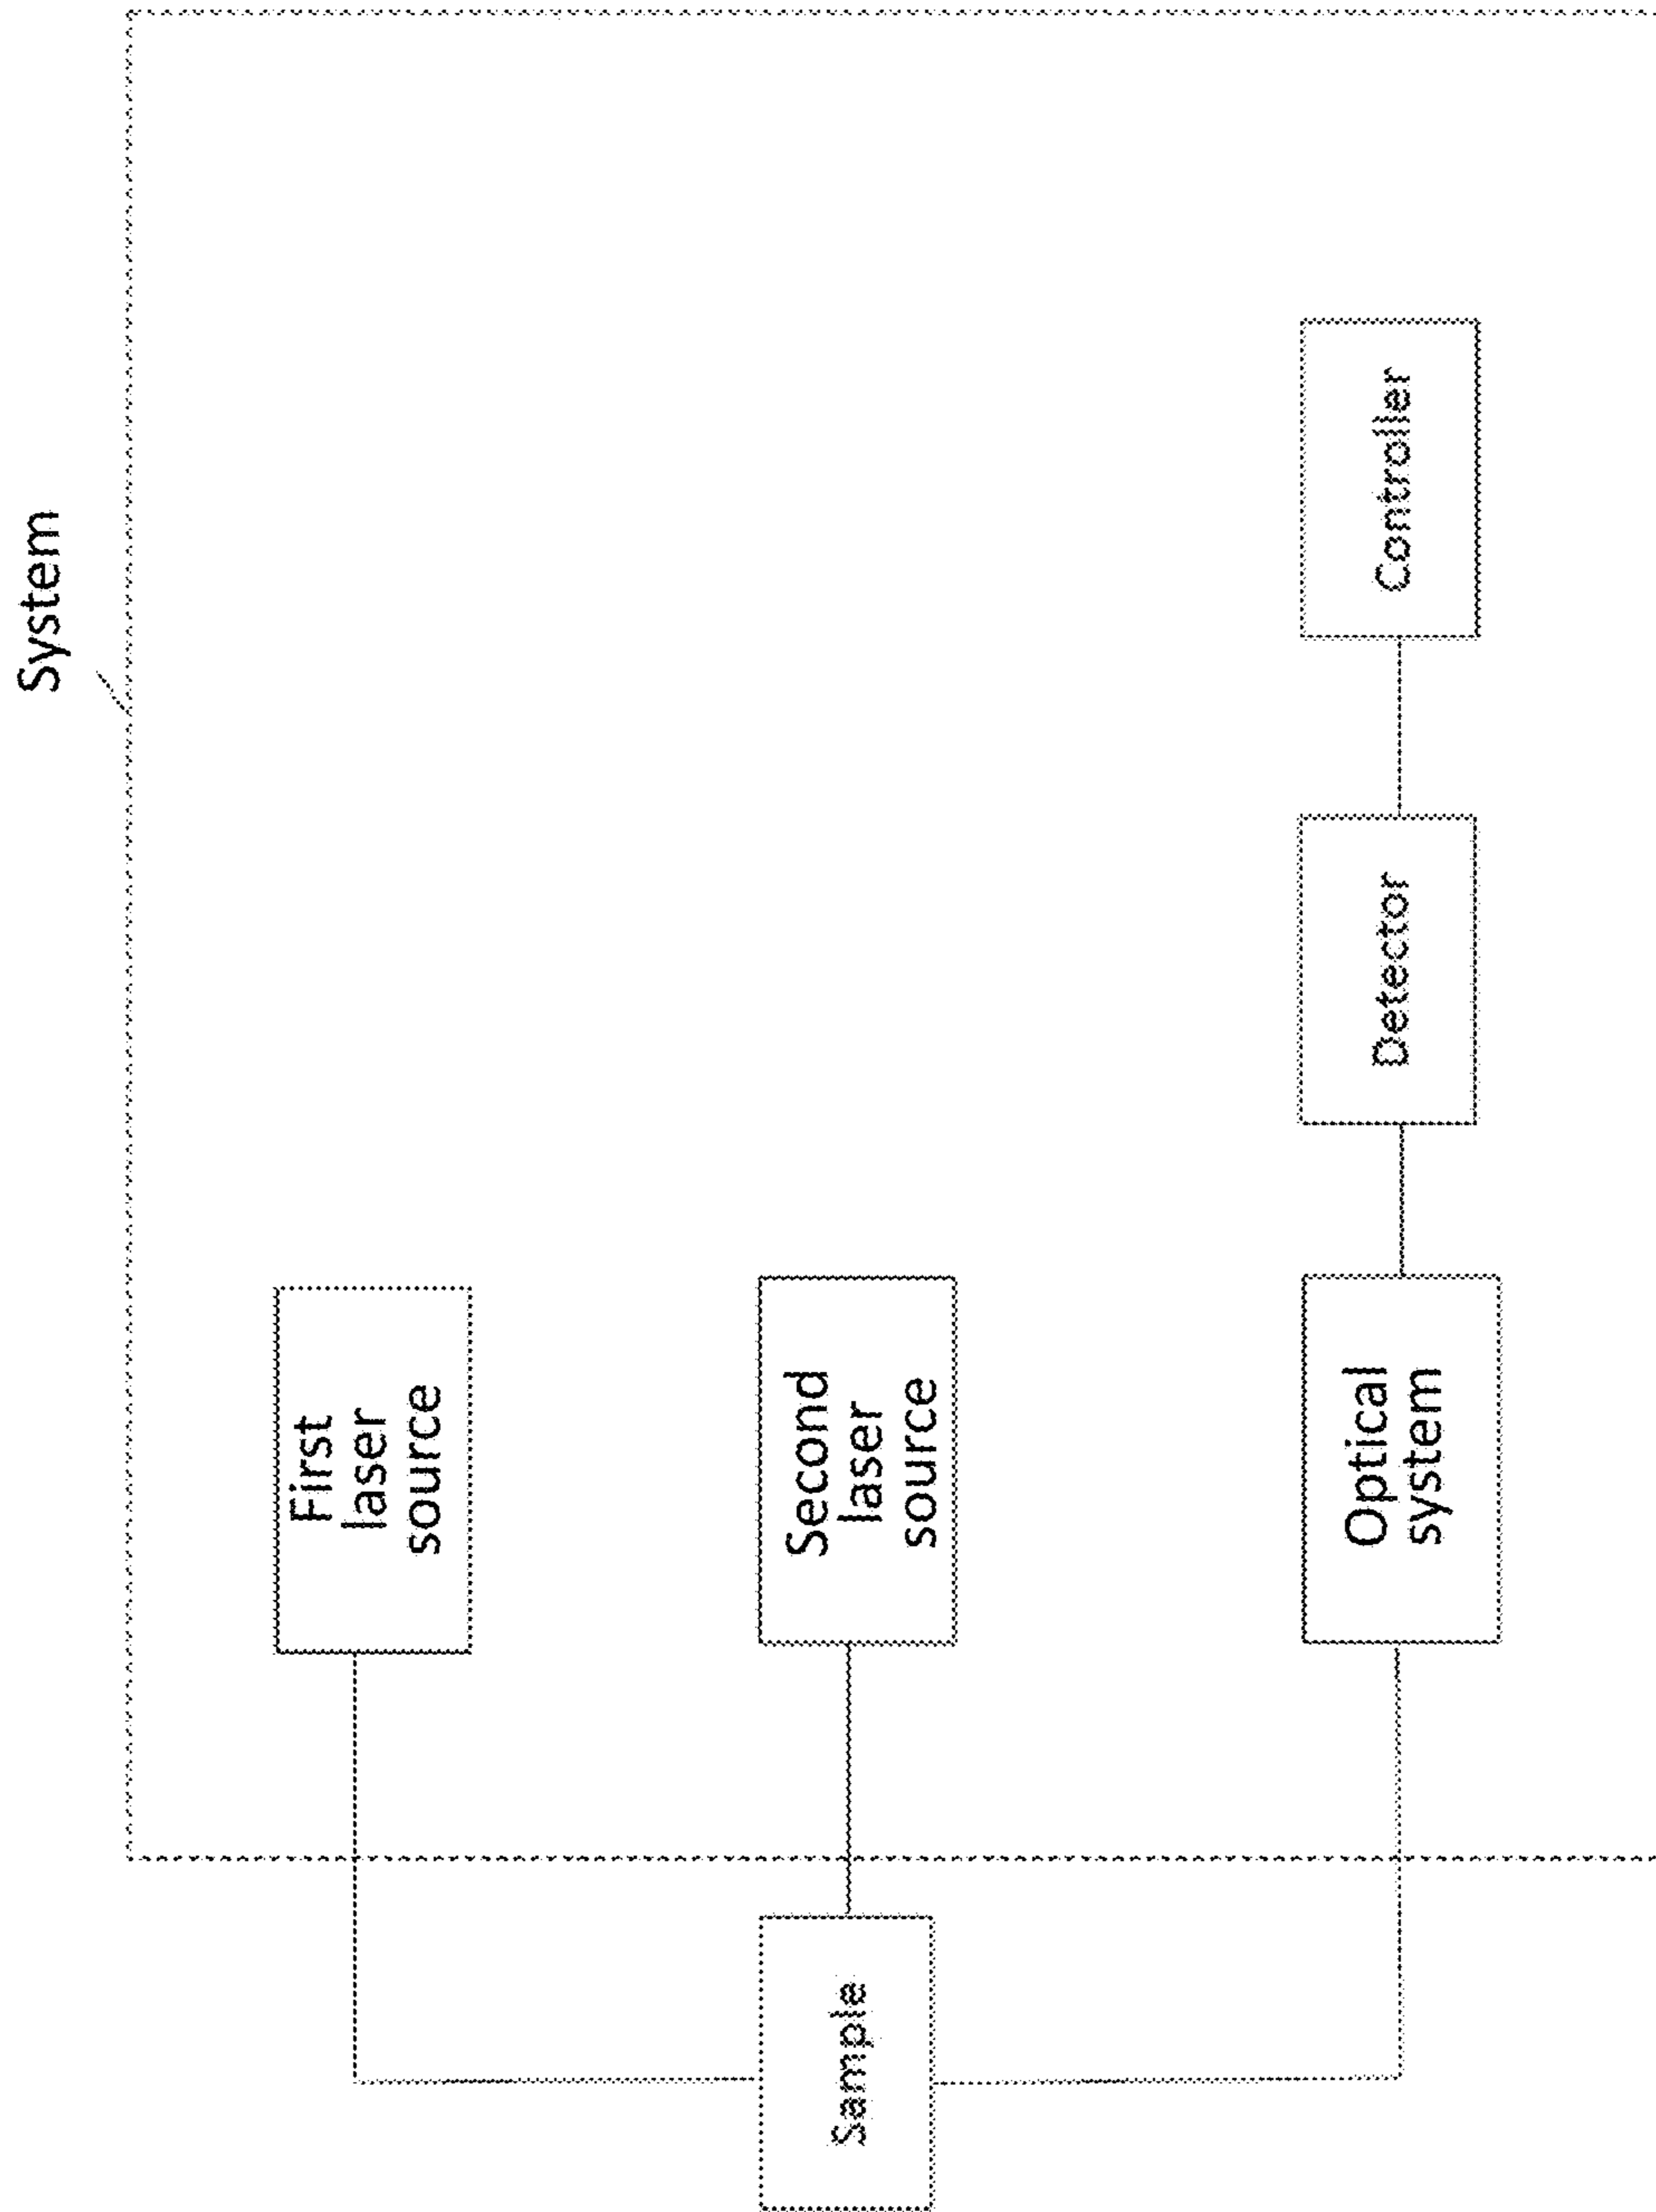 System
First
laser
source
Second
laser
source
Sample
Optical
system
Detector
Controller